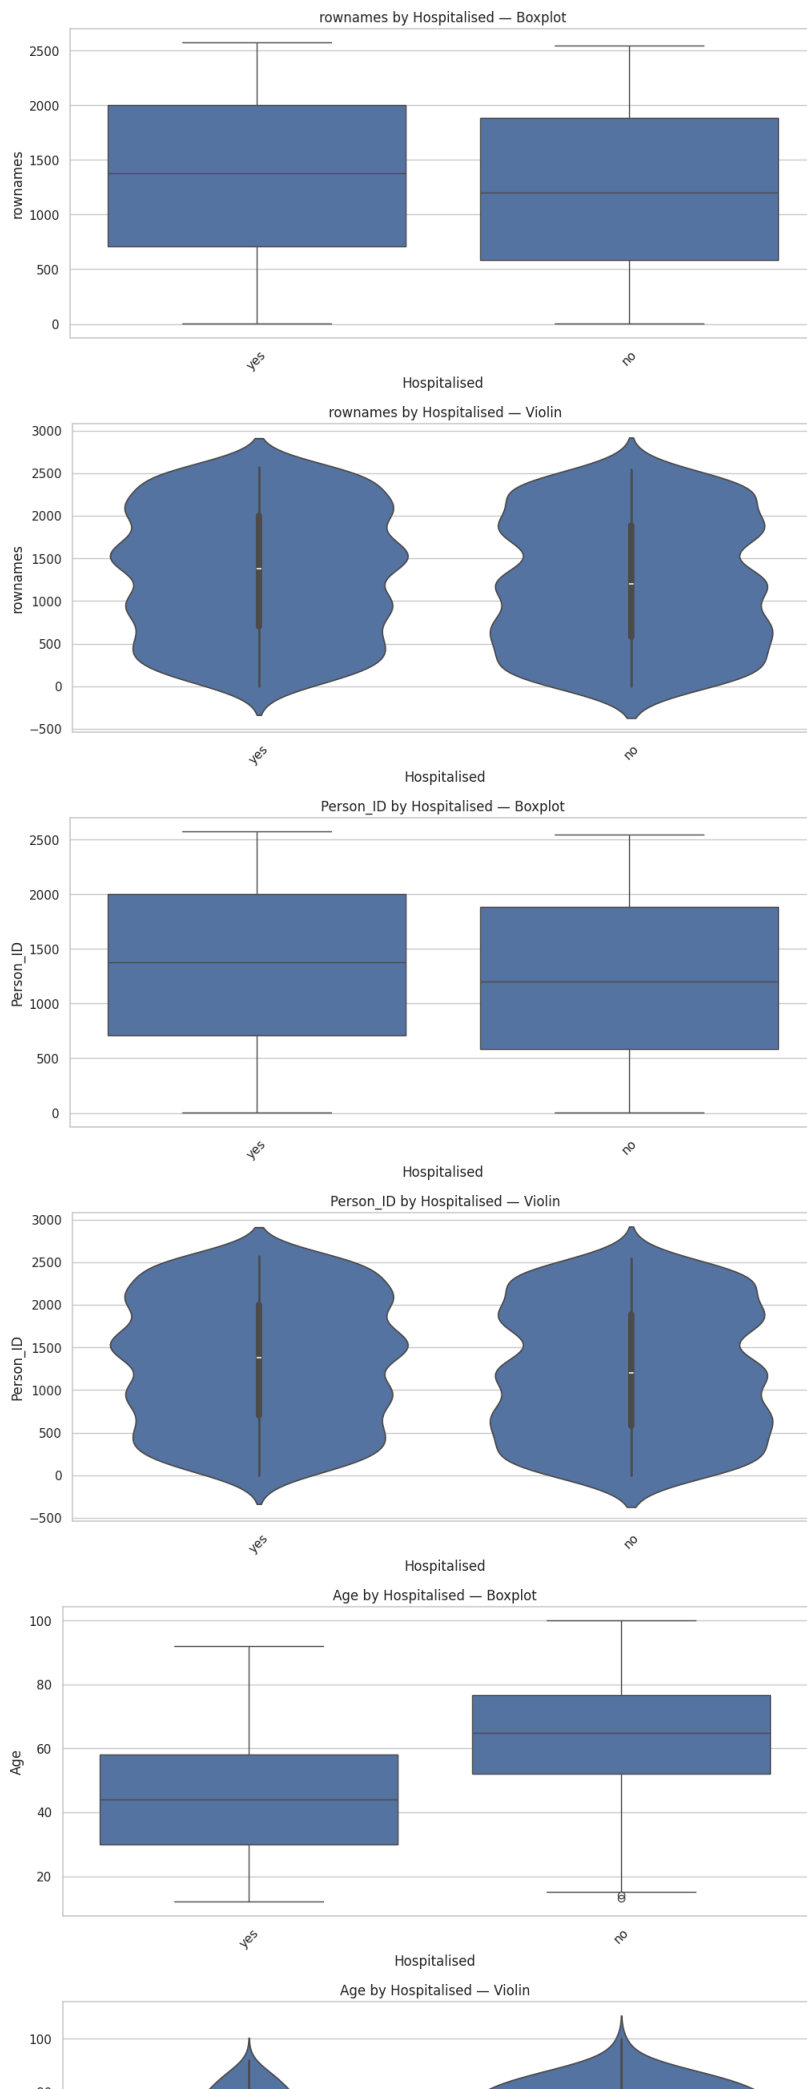 rownames by Hospitalised — Boxplot
2500
2000
1500
1000
500
0
rownames
yes
no
Hospitalised
rownames by Hospitalised — Violin
3000
2500
2000
1500
1000
500
0
−500
rownames
yes
no
Hospitalised
Person_ID by Hospitalised — Boxplot
2500
2000
1500
1000
500
0
Person_ID
yes
no
Hospitalised
Person_ID by Hospitalised — Violin
3000
2500
2000
1500
1000
500
0
−500
Person_ID
yes
no
Hospitalised
Age by Hospitalised — Boxplot
100
80
60
40
20
Age
yes
no
Hospitalised
Age by Hospitalised — Violin
100